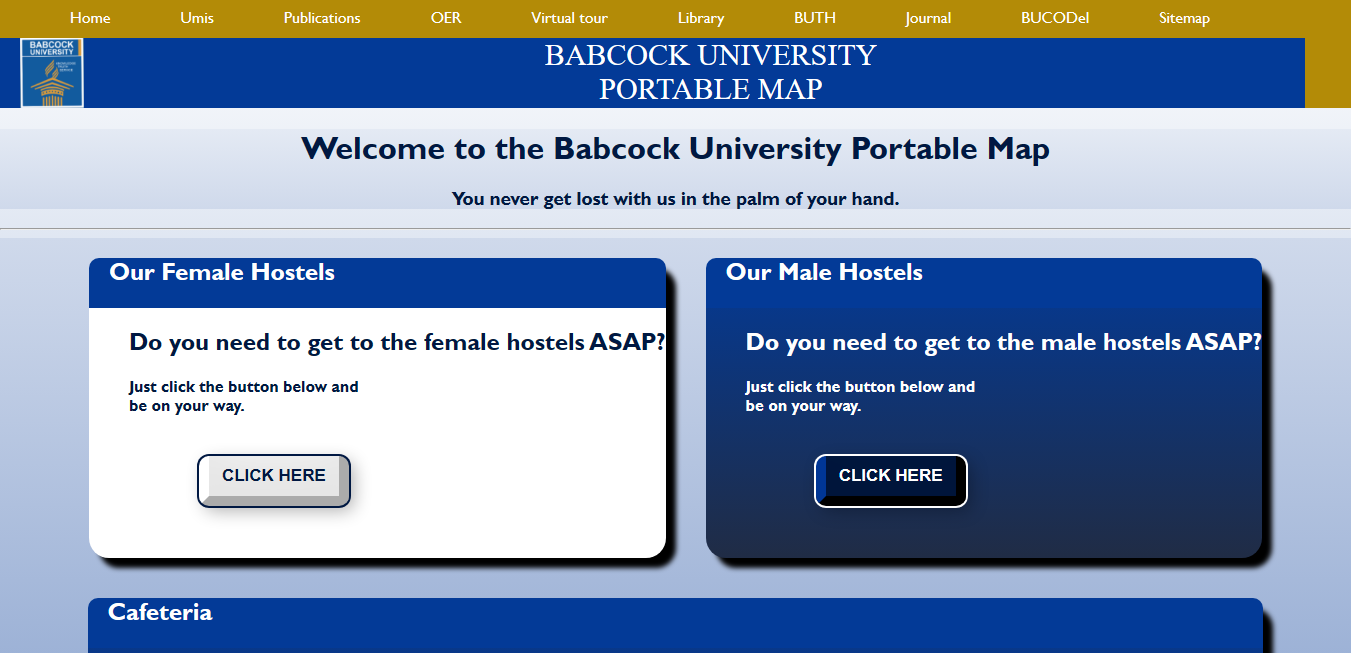 Home Umis Publications OER Virtual tour Library BUTH Journal BUCODel Sitemap
BABCOCK
UNIVERSITY
BABCOCK UNIVERSITY
PORTABLE MAP
Welcome to the Babcock University Portable Map
You never get lost with us in the palm of your hand.
Our Female Hostels
Do you need to get to the female hostels ASAP?
Just click the button below and
be on your way.
CLICK HERE
Our Male Hostels
Do you need to get to the male hostels ASAP?
Just click the button below and
be on your way.
CLICK HERE
Cafeteria